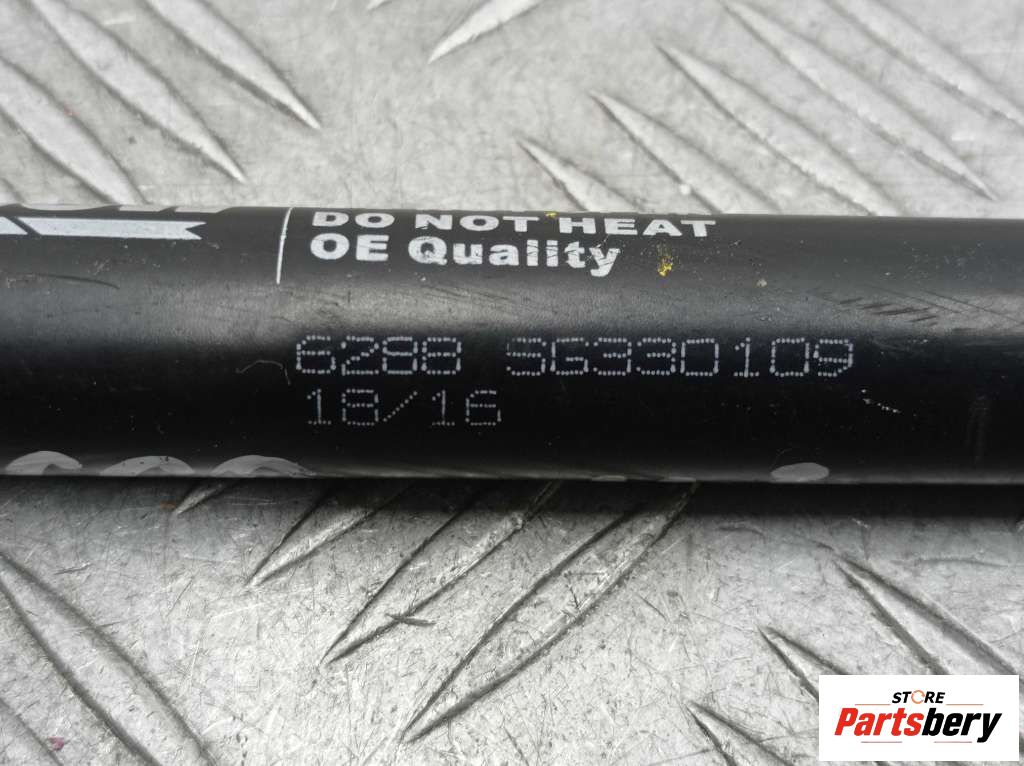 DO NOT HEAT
OE Quality
6288 SG330109
18/16
STORE
Partsbery